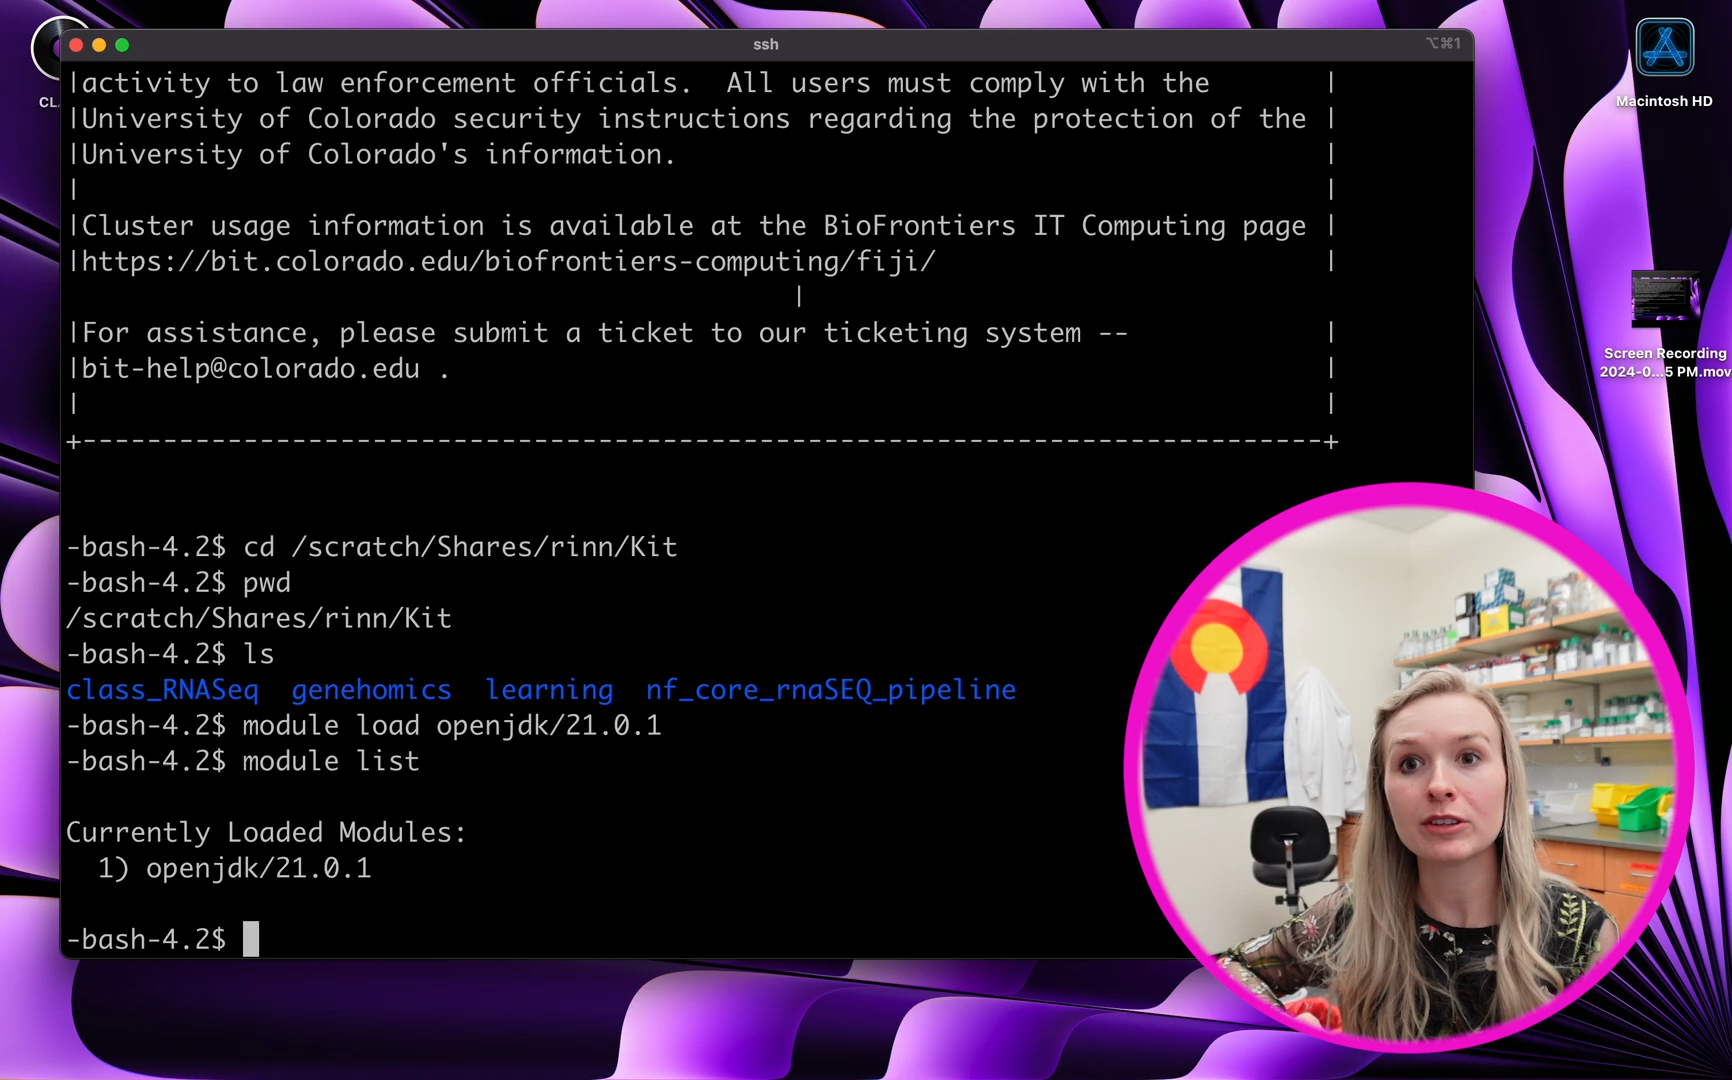 ssh
⌥⌘1
|activity to law enforcement officials.  All users must comply with the |
|University of Colorado security instructions regarding the protection of the |
|University of Colorado's information. |
| |
|Cluster usage information is available at the BioFrontiers IT Computing page |
|https://bit.colorado.edu/biofrontiers-computing/fiji/ |
|
|For assistance, please submit a ticket to our ticketing system -- |
|bit-help@colorado.edu . |
| |
+-----------------------------------------------------------------------------+
-bash-4.2$ cd /scratch/Shares/rinn/Kit
-bash-4.2$ pwd
/scratch/Shares/rinn/Kit
-bash-4.2$ ls
class_RNASeq  genehomics  learning  nf_core_rnaSEQ_pipeline
-bash-4.2$ module load openjdk/21.0.1
-bash-4.2$ module list
Currently Loaded Modules:
  1) openjdk/21.0.1
-bash-4.2$
Macintosh HD
Screen Recording
2024-0...5 PM.mov